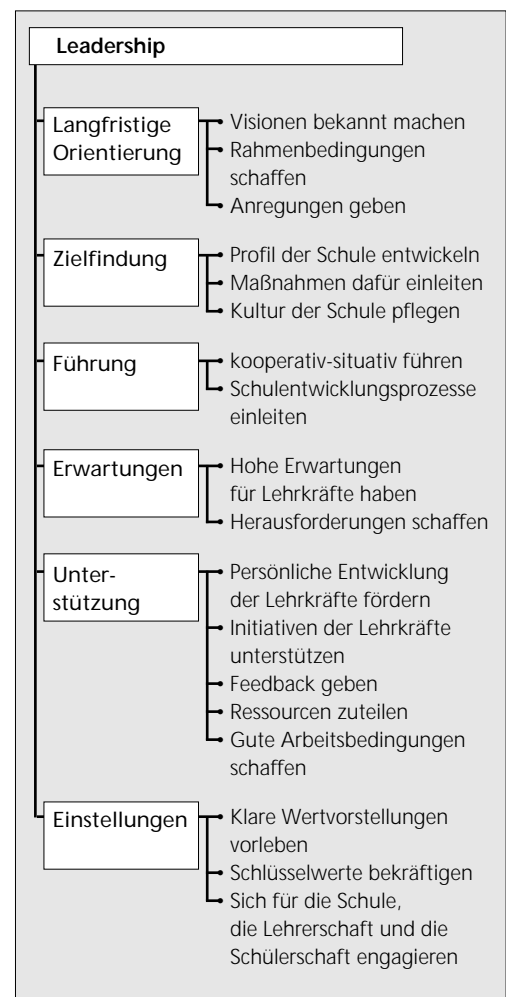 Leadership
Langfristige
Orientierung
• Visionen bekannt machen
• Rahmenbedingungen
schaffen
• Anregungen geben
Zielfindung
• Profil der Schule entwickeln
• Maßnahmen dafür einleiten
• Kultur der Schule pflegen
Führung
• kooperativ-situativ führen
• Schulentwicklungsprozesse
einleiten
Erwartungen
• Hohe Erwartungen
für Lehrkräfte haben
• Herausforderungen schaffen
Unter-
stützung
• Persönliche Entwicklung
der Lehrkräfte fördern
• Initiativen der Lehrkräfte
unterstützen
• Feedback geben
• Ressourcen zuteilen
• Gute Arbeitsbedingungen
schaffen
Einstellungen
• Klare Wertvorstellungen
vorleben
• Schlüsselwerte bekräftigen
• Sich für die Schule,
die Lehrerschaft und die
Schülerschaft engagieren